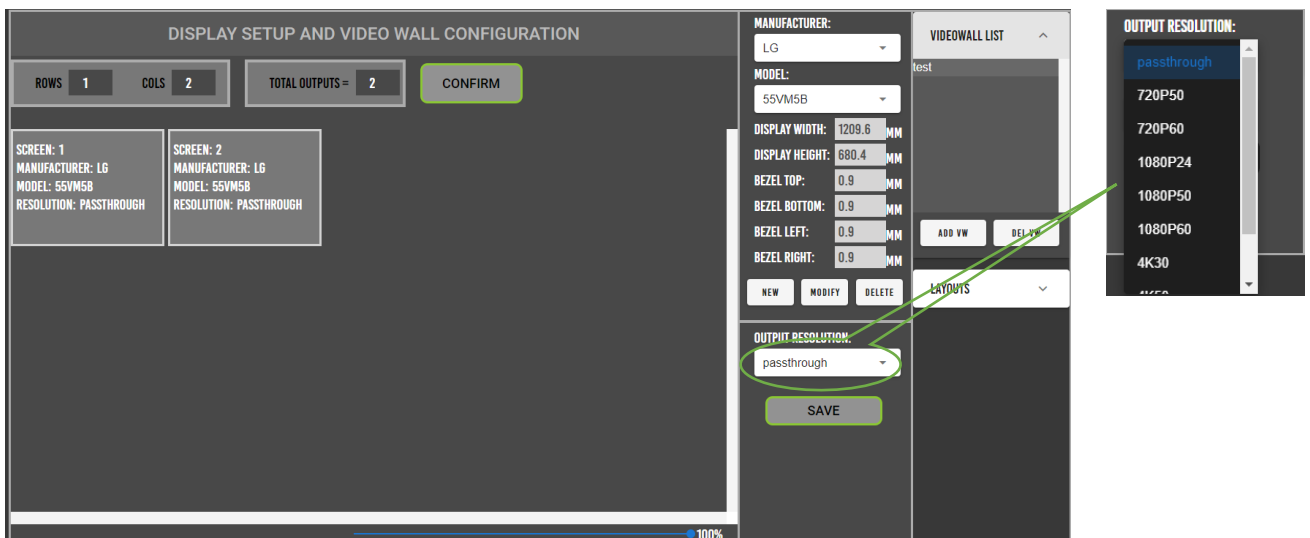 DISPLAY SETUP AND VIDEO WALL CONFIGURATION
ROWS 1 COLS 2
TOTAL OUTPUTS = 2
CONFIRM
SCREEN: 1
MANUFACTURER: LG
MODEL: 55VM5B
RESOLUTION: PASSTHROUGH
SCREEN: 2
MANUFACTURER: LG
MODEL: 55VM5B
RESOLUTION: PASSTHROUGH
100%
MANUFACTURER:
LG
MODEL:
55VM5B
DISPLAY WIDTH: 1209.6 MM
DISPLAY HEIGHT: 680.4 MM
BEZEL TOP: 0.9 MM
BEZEL BOTTOM: 0.9 MM
BEZEL LEFT: 0.9 MM
BEZEL RIGHT: 0.9 MM
NEW MODIFY DELETE
OUTPUT RESOLUTION:
passthrough
SAVE
VIDEOWALL LIST
test
ADD VW DEL VW
LAYOUTS
OUTPUT RESOLUTION:
passthrough
720P50
720P60
1080P24
1080P50
1080P60
4K30